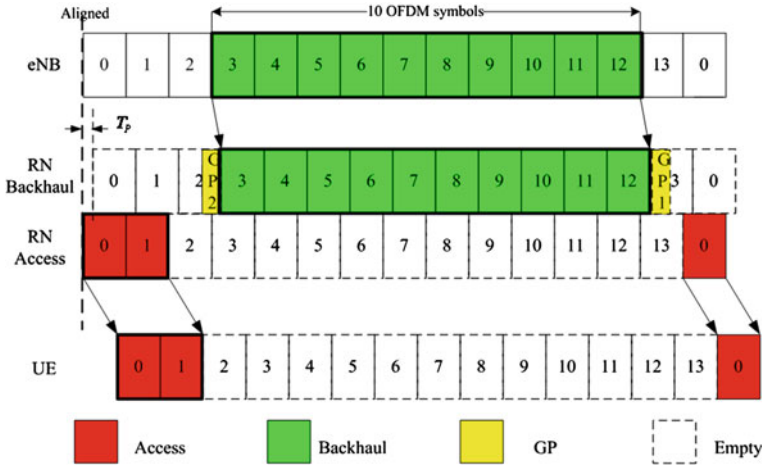 Aligned
10 OFDM symbols
eNB 0 1 2 3 4 5 6 7 8 9 10 11 12 13 0
T_p
RN Backhaul 0 1 2 GP2 3 4 5 6 7 8 9 10 11 12 GP1 3 0
RN Access 0 1 2 3 4 5 6 7 8 9 10 11 12 13 0
UE 0 1 2 3 4 5 6 7 8 9 10 11 12 13 0
Access Backhaul GP Empty